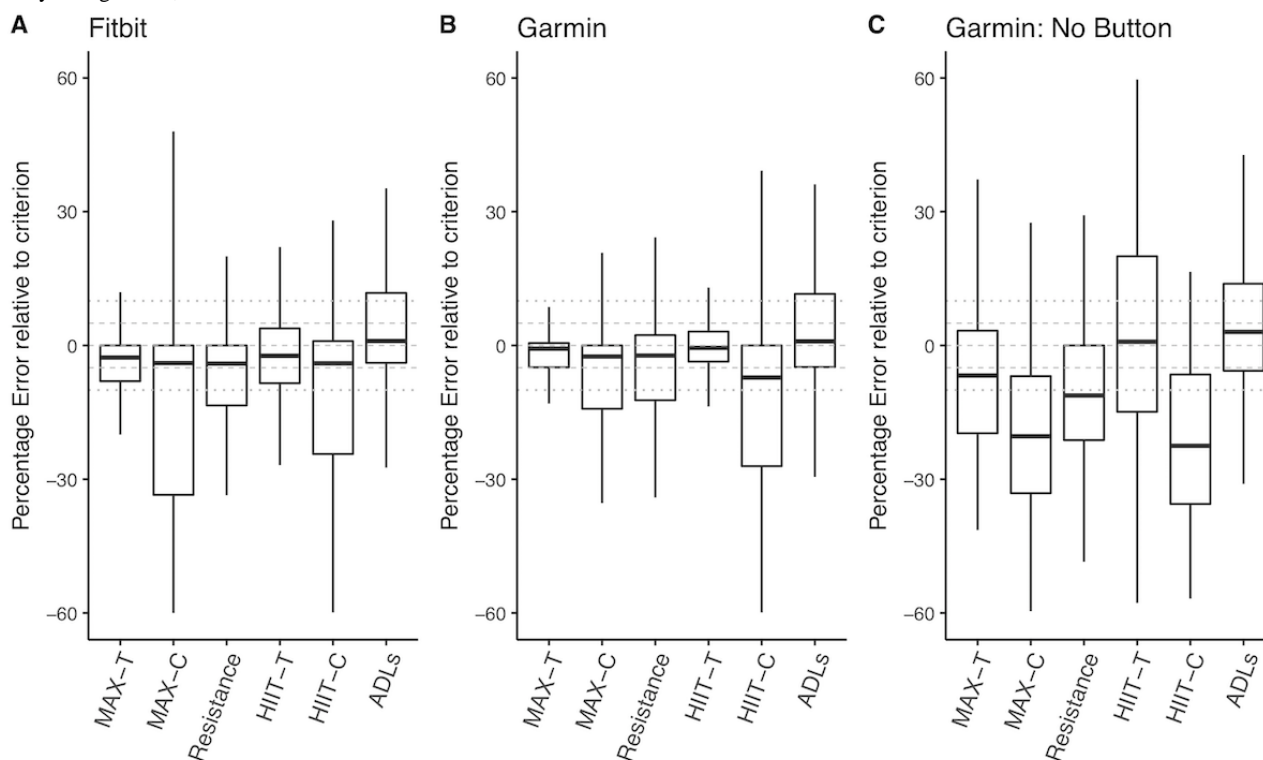 A Fitbit
Percentage Error relative to criterion
60
30
0
−30
−60
MAX−T
MAX−C
Resistance
HIIT−T
HIIT−C
ADLs
B Garmin
Percentage Error relative to criterion
60
30
0
−30
−60
MAX−T
MAX−C
Resistance
HIIT−T
HIIT−C
ADLs
C Garmin: No Button
Percentage Error relative to criterion
60
30
0
−30
−60
MAX−T
MAX−C
Resistance
HIIT−T
HIIT−C
ADLs